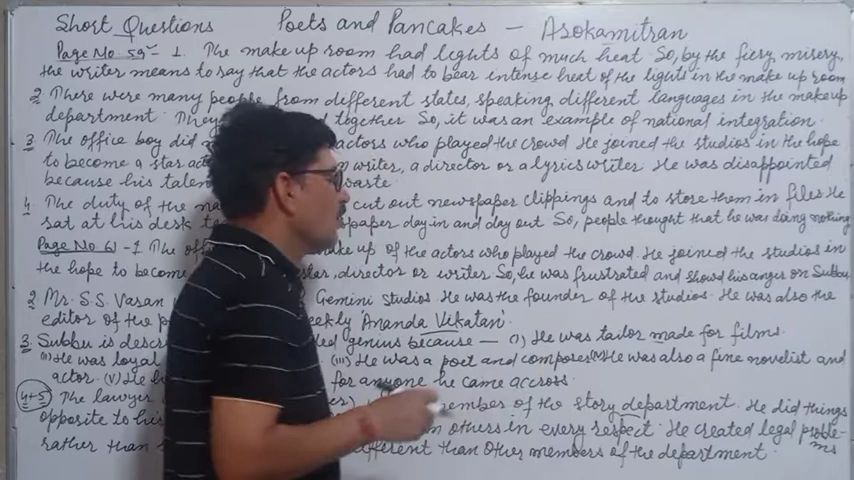 Short Questions Poets and Pancakes - Asokamitran
Page No. 59 - 1. The make up room had lights of much heat. So, by the fiery misery,
the writer means to say that the actors had to bear intense heat of the lights in the make up room
2 There were many people from different states, speaking different languages in the makeup
department. They together. So, it was an example of national integration.
3. The office boy did actors who played the crowd. He joined the studios in the hope
to become a star writer, a director or a lyrics writer. He was disappointed
because his waste.
4. The duty of the cut out newspaper clippings and to store them in files He
sat at his desk day in and day out. So, people thought that he was doing nothing
Page No 61 - 1 The make up of the actors who played the crowd. He joined the studios in
the hope to become star, director or writer. So, he was frustrated and showd his anger on Subbu
2 Mr. S.S. Vasan Gemini Studios. He was the founder of the studios. He was also the
editor of the 'Ananda Vikatan'.
3. Subbu is genius because - (i) He was tailor made for films.
(ii) He was loyal (iii) He was a poet and composes (iv) He was also a fine novelist and
actor. (v) He for anyone he came accross.
4+5 The lawyer member of the story department. He did things
opposite to his others in every respect. He created legal problems
rather than different than other members of the department.